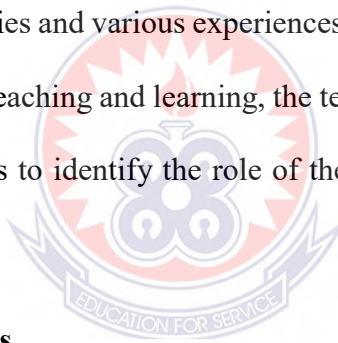 ies and various experiences
eaching and learning, the te
s to identify the role of the
EDUCATION FOR SERVICE
s